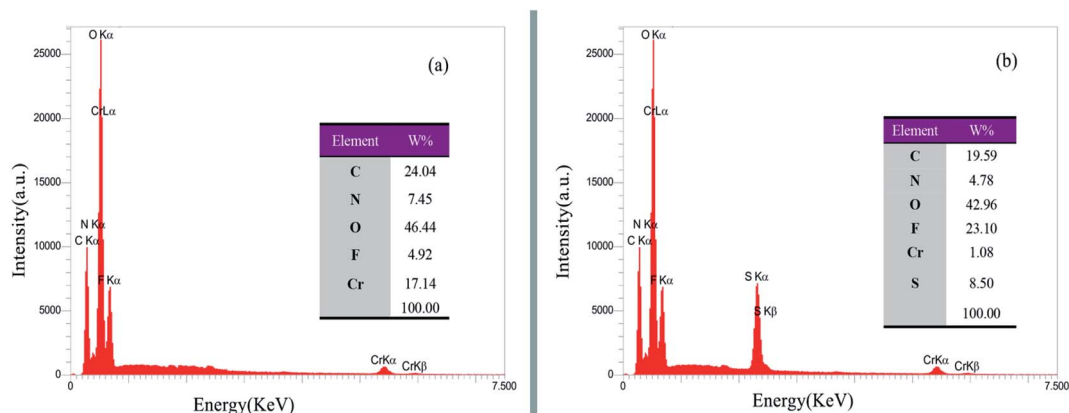 (a)
Intensity(a.u.)
25000
20000
15000
10000
5000
0
O Kα
CrLα
N Kα
C Kα
F Kα
CrKα
CrKβ
0
7.500
Energy(KeV)
Element W%
C 24.04
N 7.45
O 46.44
F 4.92
Cr 17.14
100.00
(b)
Intensity(a.u.)
25000
20000
15000
10000
5000
0
O Kα
CrLα
N Kα
C Kα
F Kα
S Kα
S Kβ
CrKα
CrKβ
0
7.500
Energy(KeV)
Element W%
C 19.59
N 4.78
O 42.96
F 23.10
Cr 1.08
S 8.50
100.00